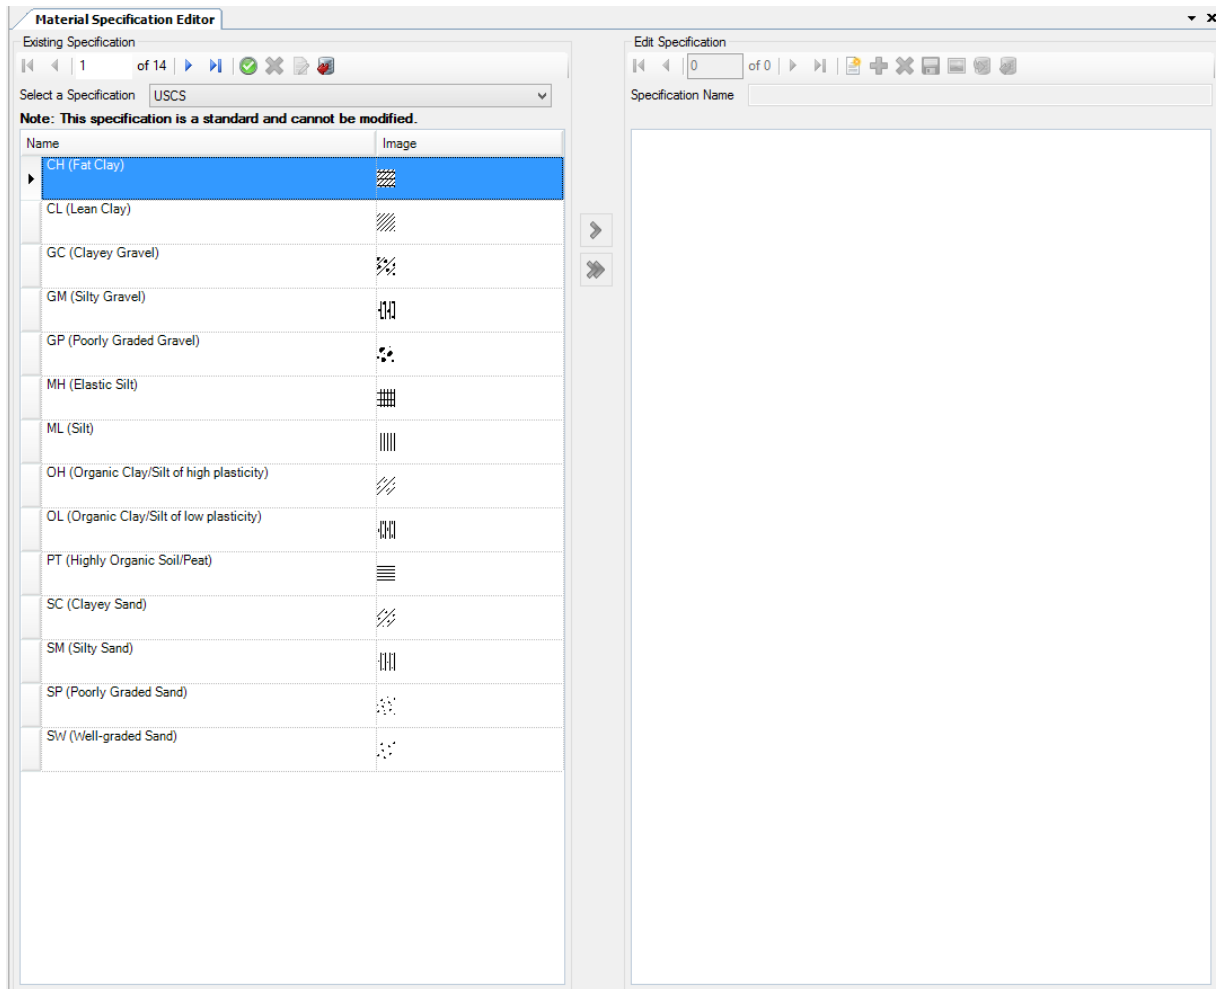 Material Specification Editor
Existing Specification
1 of 14
Select a Specification USCS
Note: This specification is a standard and cannot be modified.
Name Image
CH (Fat Clay)
CL (Lean Clay)
GC (Clayey Gravel)
GM (Silty Gravel)
GP (Poorly Graded Gravel)
MH (Elastic Silt)
ML (Silt)
OH (Organic Clay/Silt of high plasticity)
OL (Organic Clay/Silt of low plasticity)
PT (Highly Organic Soil/Peat)
SC (Clayey Sand)
SM (Silty Sand)
SP (Poorly Graded Sand)
SW (Well-graded Sand)
Edit Specification
0 of 0
Specification Name